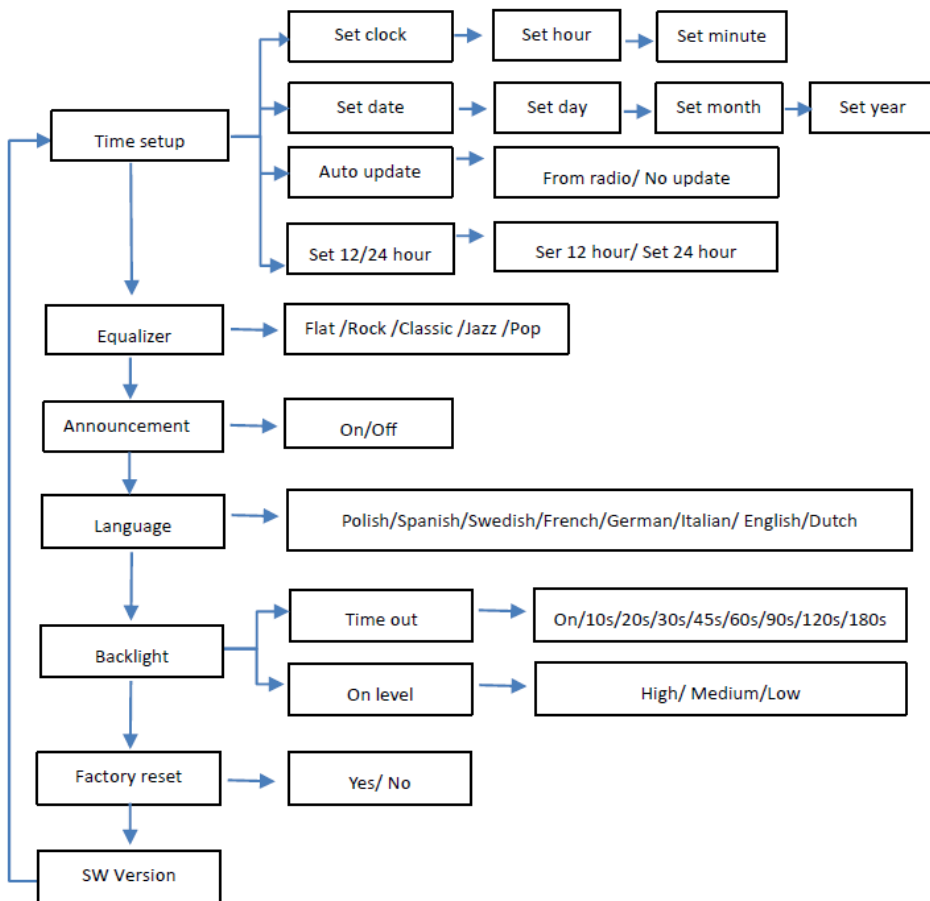 Set clock
Set hour
Set minute
Set date
Set day
Set month
Set year
Time setup
Auto update
From radio/ No update
Set 12/24 hour
Ser 12 hour/ Set 24 hour
Equalizer
Flat /Rock /Classic /Jazz /Pop
Announcement
On/Off
Language
Polish/Spanish/Swedish/French/German/Italian/ English/Dutch
Time out
On/10s/20s/30s/45s/60s/90s/120s/180s
Backlight
On level
High/ Medium/Low
Factory reset
Yes/ No
SW Version